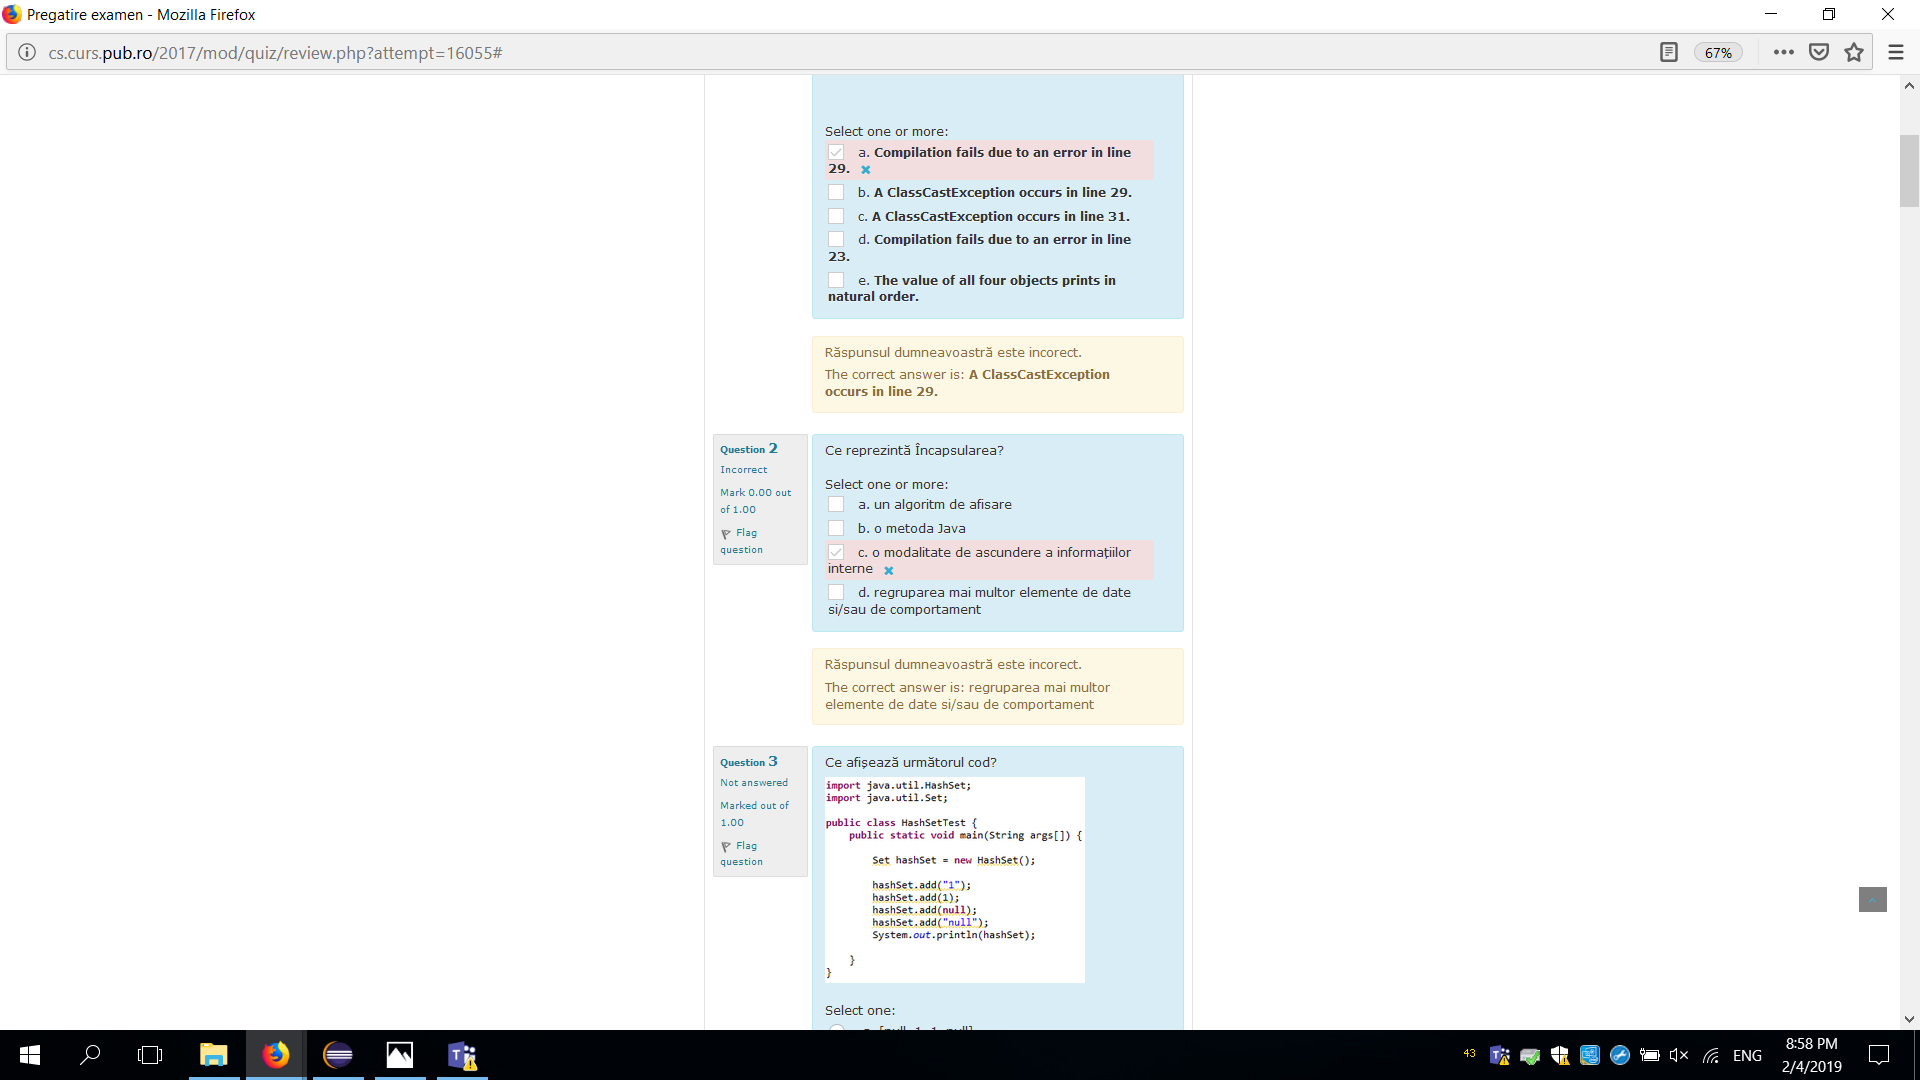 Pregatire examen - Mozilla Firefox
cs.curs.pub.ro/2017/mod/quiz/review.php?attempt=16055#
67%
Select one or more:
a. Compilation fails due to an error in line
29.
b. A ClassCastException occurs in line 29.
c. A ClassCastException occurs in line 31.
d. Compilation fails due to an error in line
23.
e. The value of all four objects prints in
natural order.
Răspunsul dumneavoastră este incorect.
The correct answer is: A ClassCastException
occurs in line 29.
Question 2
Incorrect
Mark 0.00 out
of 1.00
Flag
question
Ce reprezintă Încapsularea?
Select one or more:
a. un algoritm de afisare
b. o metoda Java
c. o modalitate de ascundere a informațiilor
interne
d. regruparea mai multor elemente de date
si/sau de comportament
Răspunsul dumneavoastră este incorect.
The correct answer is: regruparea mai multor
elemente de date si/sau de comportament
Question 3
Not answered
Marked out of
1.00
Flag
question
Ce afișează următorul cod?
import java.util.HashSet;
import java.util.Set;
public class HashSetTest {
public static void main(String args[]) {
Set hashSet = new HashSet();
hashSet.add("1");
hashSet.add(1);
hashSet.add(null);
hashSet.add("null");
System.out.println(hashSet);
}
}
Select one:
43
ENG
8:58 PM
2/4/2019